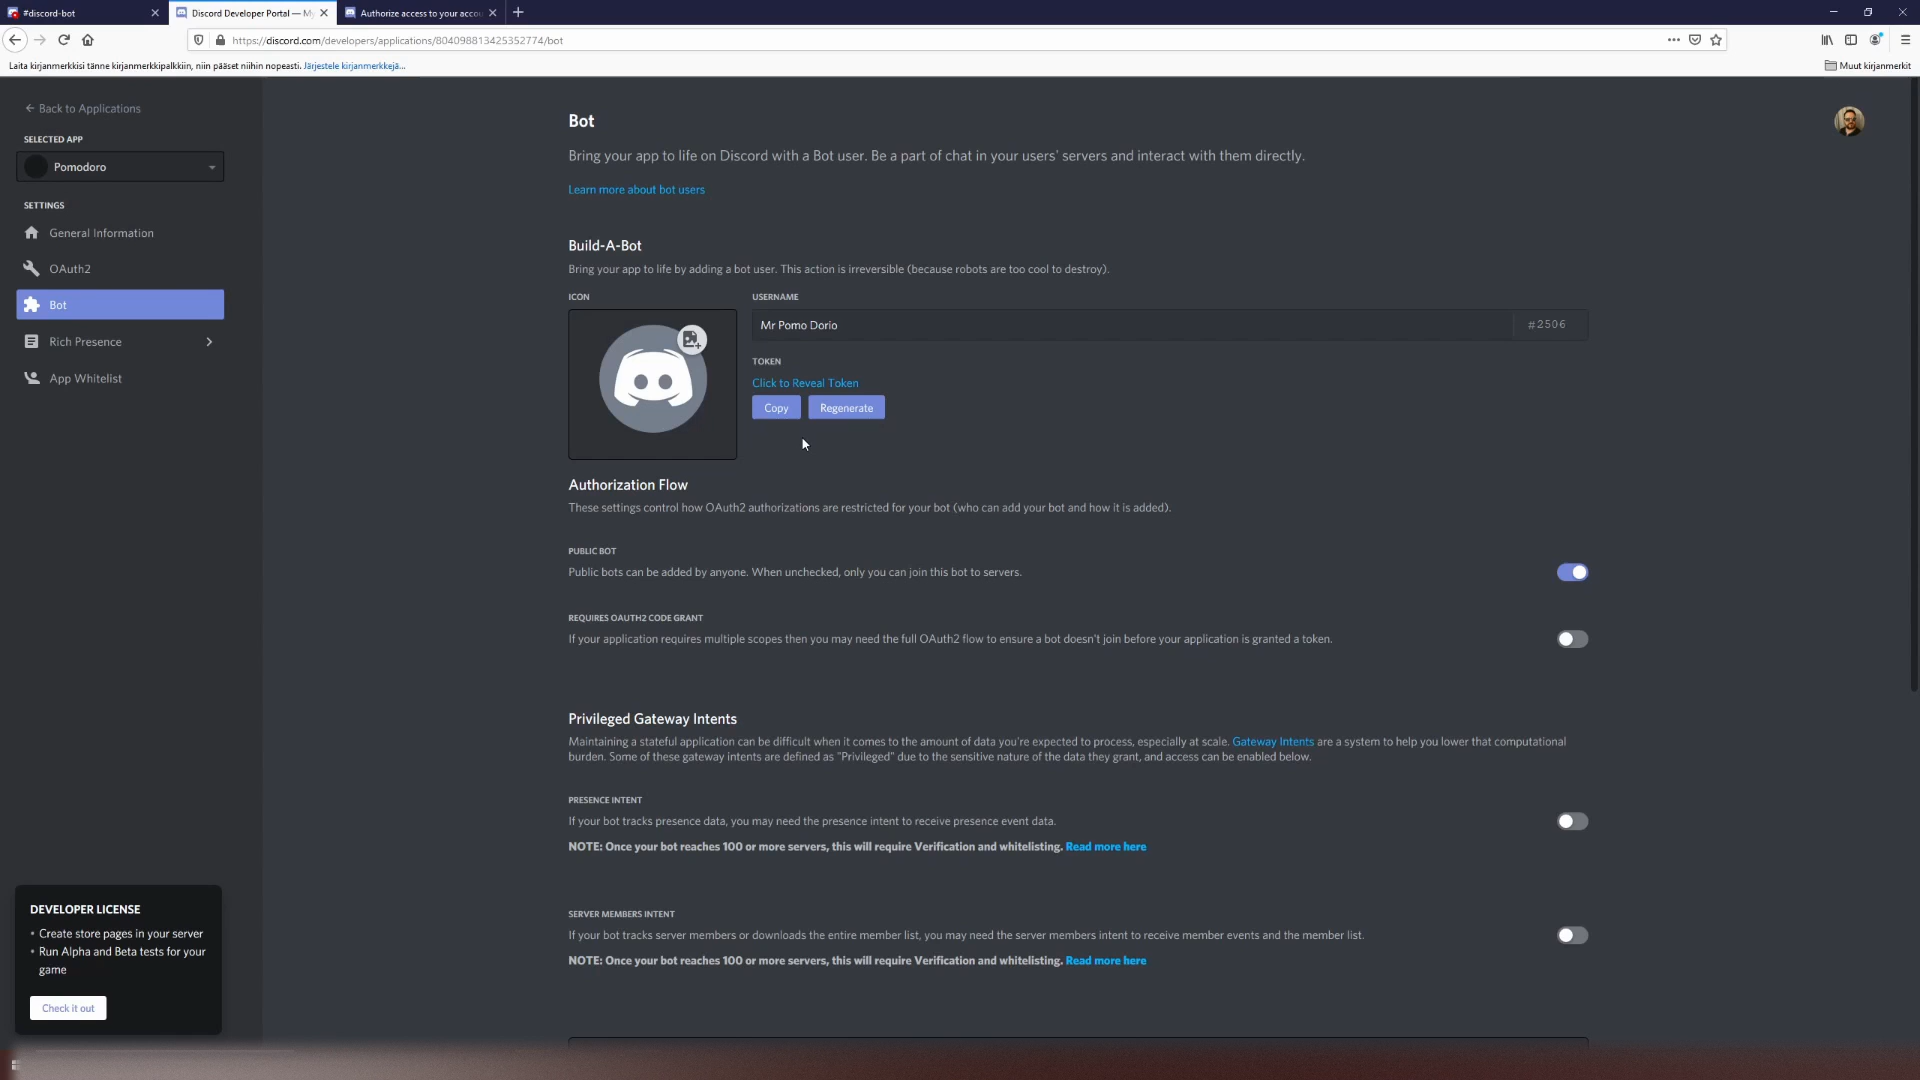 #discord-bot
Discord Developer Portal — My
Authorize access to your accou
https://discord.com/developers/applications/804098813425352774/bot
Laita kirjanmerkkisi tänne kirjanmerkkipalkkiin, niin pääset niihin nopeasti. Järjestele kirjanmerkkejä...
Muut kirjanmerkit
Back to Applications
SELECTED APP
Pomodoro
SETTINGS
General Information
OAuth2
Bot
Rich Presence
App Whitelist
DEVELOPER LICENSE
• Create store pages in your server
• Run Alpha and Beta tests for your
game
Check it out
Bot
Bring your app to life on Discord with a Bot user. Be a part of chat in your users' servers and interact with them directly.
Learn more about bot users
Build-A-Bot
Bring your app to life by adding a bot user. This action is irreversible (because robots are too cool to destroy).
ICON
USERNAME
Mr Pomo Dorio
#2506
TOKEN
Click to Reveal Token
Copy
Regenerate
Authorization Flow
These settings control how OAuth2 authorizations are restricted for your bot (who can add your bot and how it is added).
PUBLIC BOT
Public bots can be added by anyone. When unchecked, only you can join this bot to servers.
REQUIRES OAUTH2 CODE GRANT
If your application requires multiple scopes then you may need the full OAuth2 flow to ensure a bot doesn't join before your application is granted a token.
Privileged Gateway Intents
Maintaining a stateful application can be difficult when it comes to the amount of data you're expected to process, especially at scale. Gateway Intents are a system to help you lower that computational
burden. Some of these gateway intents are defined as "Privileged" due to the sensitive nature of the data they grant, and access can be enabled below.
PRESENCE INTENT
If your bot tracks presence data, you may need the presence intent to receive presence event data.
NOTE: Once your bot reaches 100 or more servers, this will require Verification and whitelisting. Read more here
SERVER MEMBERS INTENT
If your bot tracks server members or downloads the entire member list, you may need the server members intent to receive member events and the member list.
NOTE: Once your bot reaches 100 or more servers, this will require Verification and whitelisting. Read more here